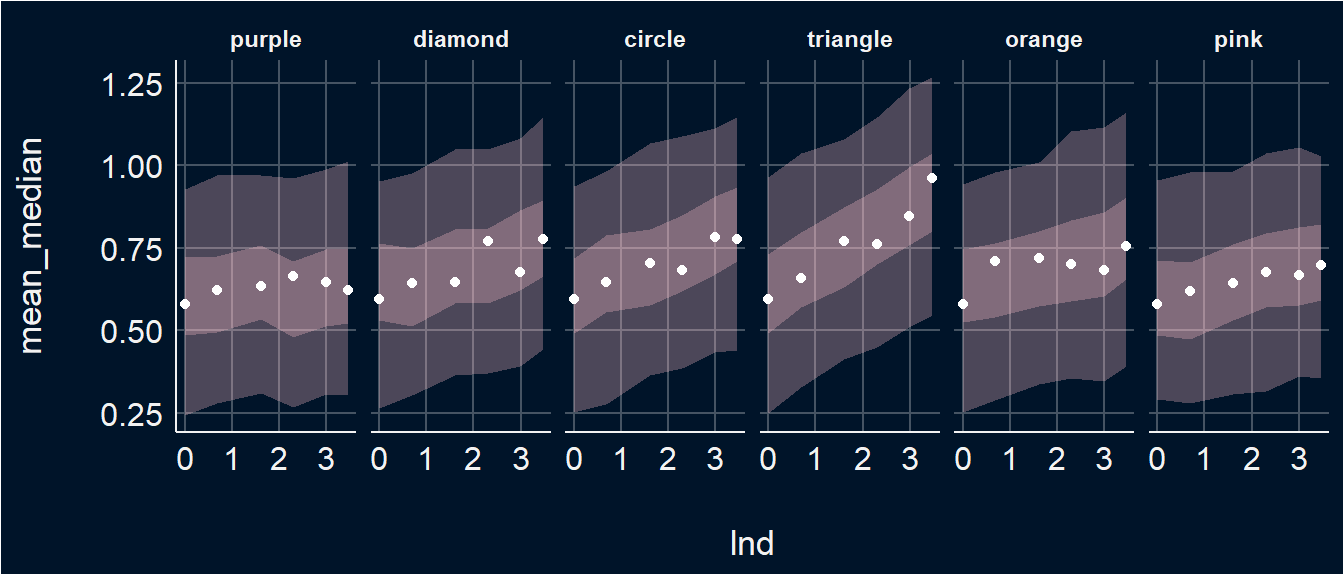 purple diamond circle triangle orange pink
1.25
1.00
0.75
0.50
0.25
mean_median
0 1 2 3 0 1 2 3 0 1 2 3 0 1 2 3 0 1 2 3 0 1 2 3
lnd